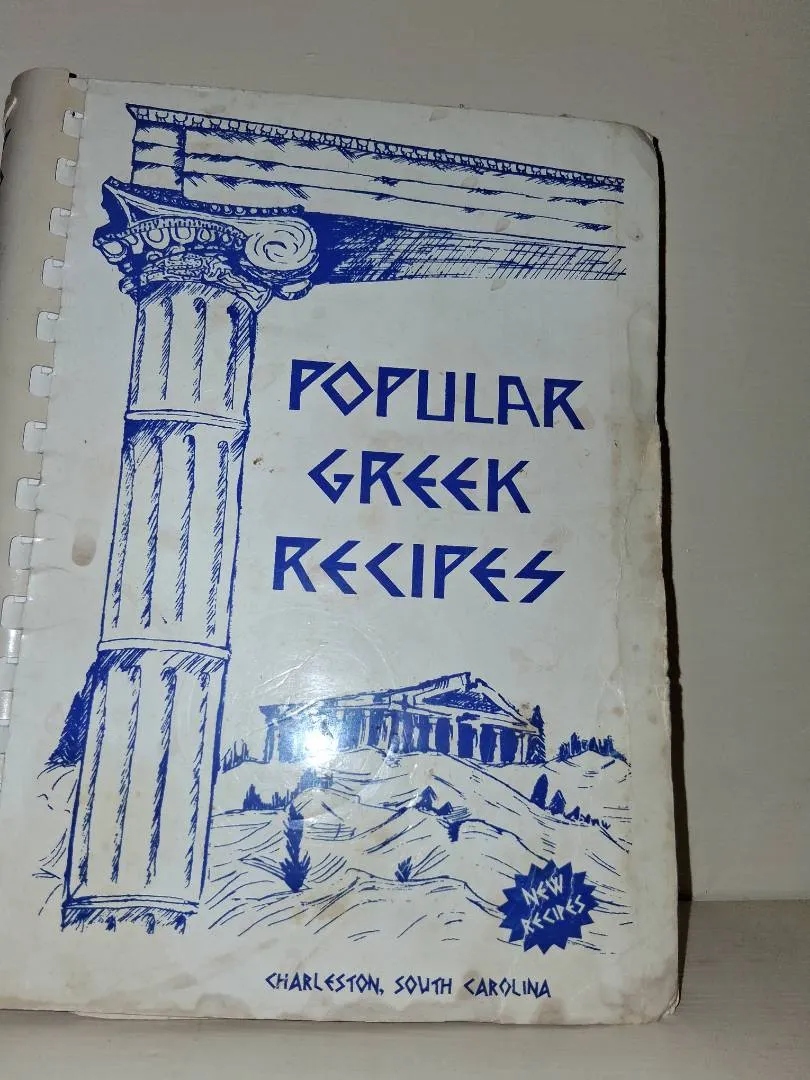 POPULAR
GREEK
RECIPES
NEW
RECIPES
CHARLESTON, SOUTH CAROLINA